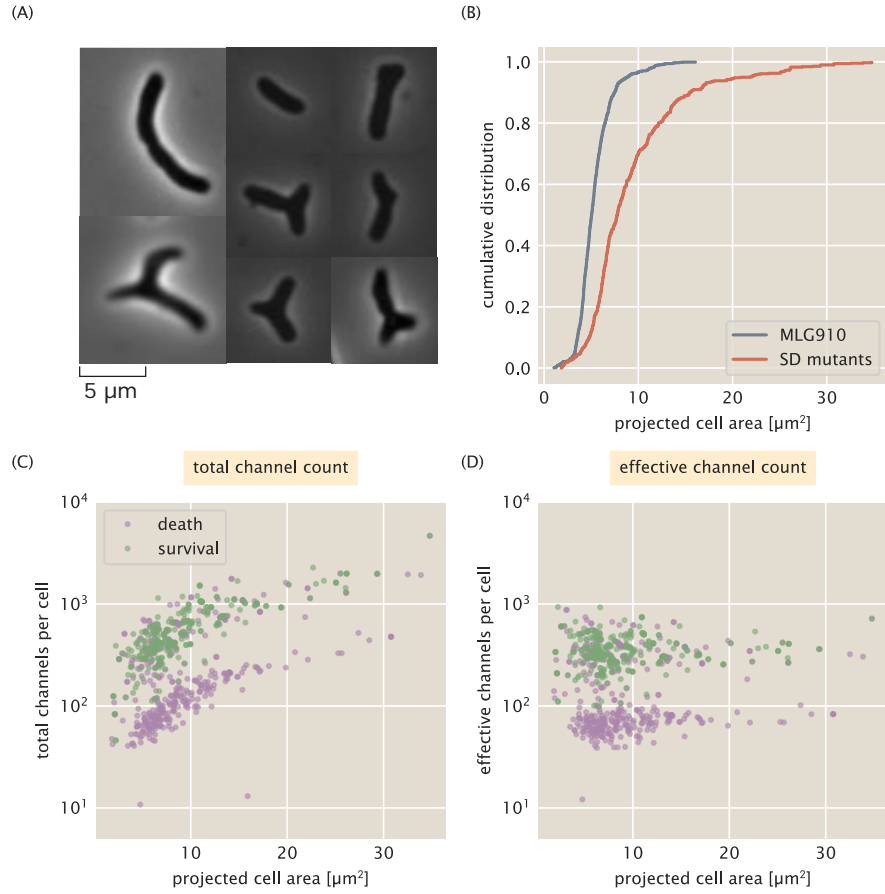 (A)
5 µm
(B)
cumulative distribution
1.0
0.8
0.6
0.4
0.2
0.0
MLG910
SD mutants
0
10
20
30
projected cell area [µm²]
(C)
total channel count
total channels per cell
10⁴
10³
10²
10¹
death
survival
10
20
30
projected cell area [µm²]
(D)
effective channel count
effective channels per cell
10⁴
10³
10²
10¹
10
20
30
projected cell area [µm²]